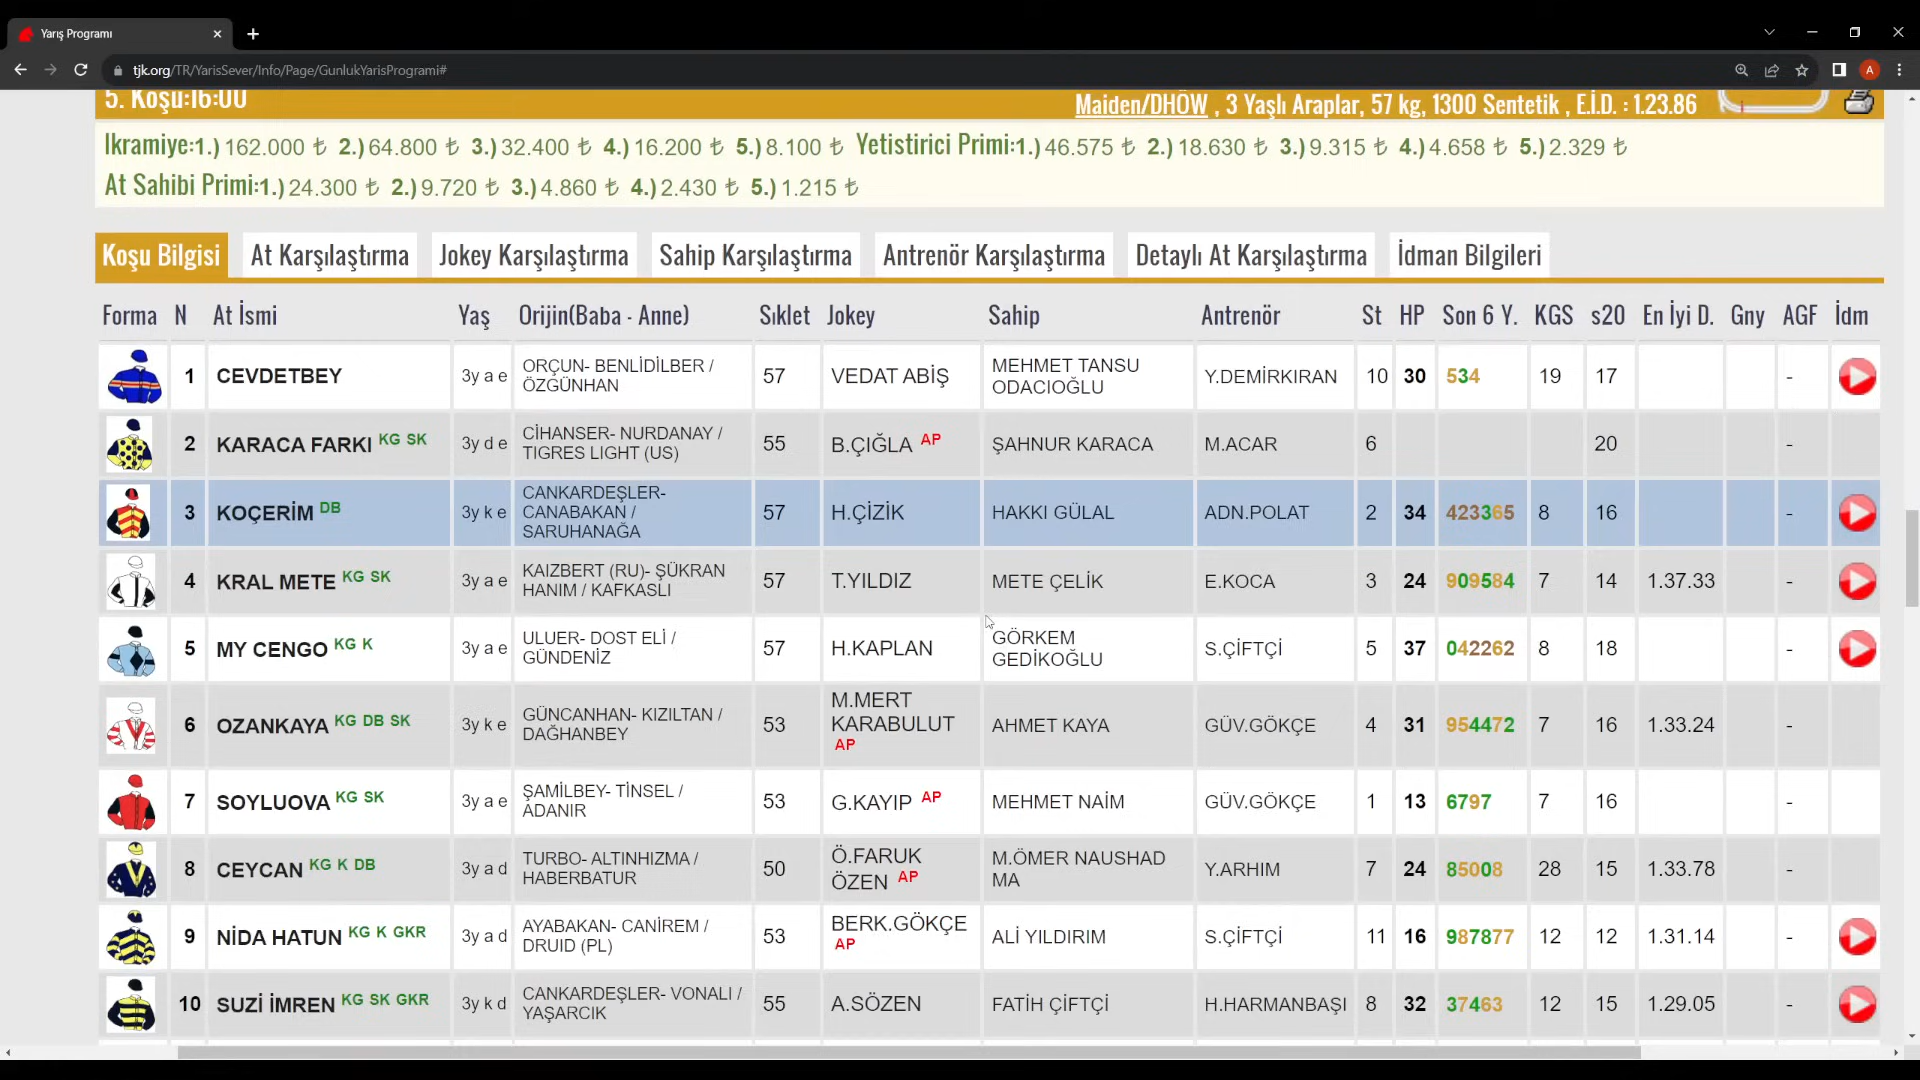 Yarış Programı
tjk.org/TR/YarisSever/Info/Page/GunlukYarisProgrami#
A
5. Koşu:16:00
Maiden/DHÖW , 3 Yaşlı Araplar, 57 kg, 1300 Sentetik , E.İ.D. : 1.23.86
Ikramiye:1.) 162.000 ₺ 2.) 64.800 ₺ 3.) 32.400 ₺ 4.) 16.200 ₺ 5.) 8.100 ₺ Yetistirici Primi:1.) 46.575 ₺ 2.) 18.630 ₺ 3.) 9.315 ₺ 4.) 4.658 ₺ 5.) 2.329 ₺
At Sahibi Primi:1.) 24.300 ₺ 2.) 9.720 ₺ 3.) 4.860 ₺ 4.) 2.430 ₺ 5.) 1.215 ₺
Koşu Bilgisi At Karşılaştırma Jokey Karşılaştırma Sahip Karşılaştırma Antrenör Karşılaştırma Detaylı At Karşılaştırma İdman Bilgileri
Forma N At İsmi Yaş Orijin(Baba - Anne) Sıklet Jokey Sahip Antrenör St HP Son 6 Y. KGS s20 En İyi D. Gny AGF İdm
1 CEVDETBEY 3y a e ORÇUN- BENLİDİLBER / ÖZGÜNHAN 57 VEDAT ABİŞ MEHMET TANSU ODACIOĞLU Y.DEMİRKIRAN 10 30 534 19 17 -
2 KARACA FARKI KG SK 3y d e CİHANSER- NURDANAY / TIGRES LIGHT (US) 55 B.ÇIĞLA AP ŞAHNUR KARACA M.ACAR 6 20 -
3 KOÇERİM DB 3y k e CANKARDEŞLER- CANABAKAN / SARUHANAĞA 57 H.ÇİZİK HAKKI GÜLAL ADN.POLAT 2 34 423365 8 16 -
4 KRAL METE KG SK 3y a e KAIZBERT (RU)- ŞÜKRAN HANIM / KAFKASLI 57 T.YILDIZ METE ÇELİK E.KOCA 3 24 909584 7 14 1.37.33 -
5 MY CENGO KG K 3y a e ULUER- DOST ELİ / GÜNDENİZ 57 H.KAPLAN GÖRKEM GEDİKOĞLU S.ÇİFTÇİ 5 37 042262 8 18 -
6 OZANKAYA KG DB SK 3y k e GÜNCANHAN- KIZILTAN / DAĞHANBEY 53 M.MERT KARABULUT AP AHMET KAYA GÜV.GÖKÇE 4 31 954472 7 16 1.33.24 -
7 SOYLUOVA KG SK 3y a e ŞAMİLBEY- TİNSEL / ADANIR 53 G.KAYIP AP MEHMET NAİM GÜV.GÖKÇE 1 13 6797 7 16 -
8 CEYCAN KG K DB 3y a d TURBO- ALTINHIZMA / HABERBATUR 50 Ö.FARUK ÖZEN AP M.ÖMER NAUSHAD MA Y.ARHIM 7 24 85008 28 15 1.33.78 -
9 NİDA HATUN KG K GKR 3y a d AYABAKAN- CANİREM / DRUID (PL) 53 BERK.GÖKÇE AP ALİ YILDIRIM S.ÇİFTÇİ 11 16 987877 12 12 1.31.14 -
10 SUZİ İMREN KG SK GKR 3y k d CANKARDEŞLER- VONALI / YAŞARCIK 55 A.SÖZEN FATİH ÇİFTÇİ H.HARMANBAŞI 8 32 37463 12 15 1.29.05 -